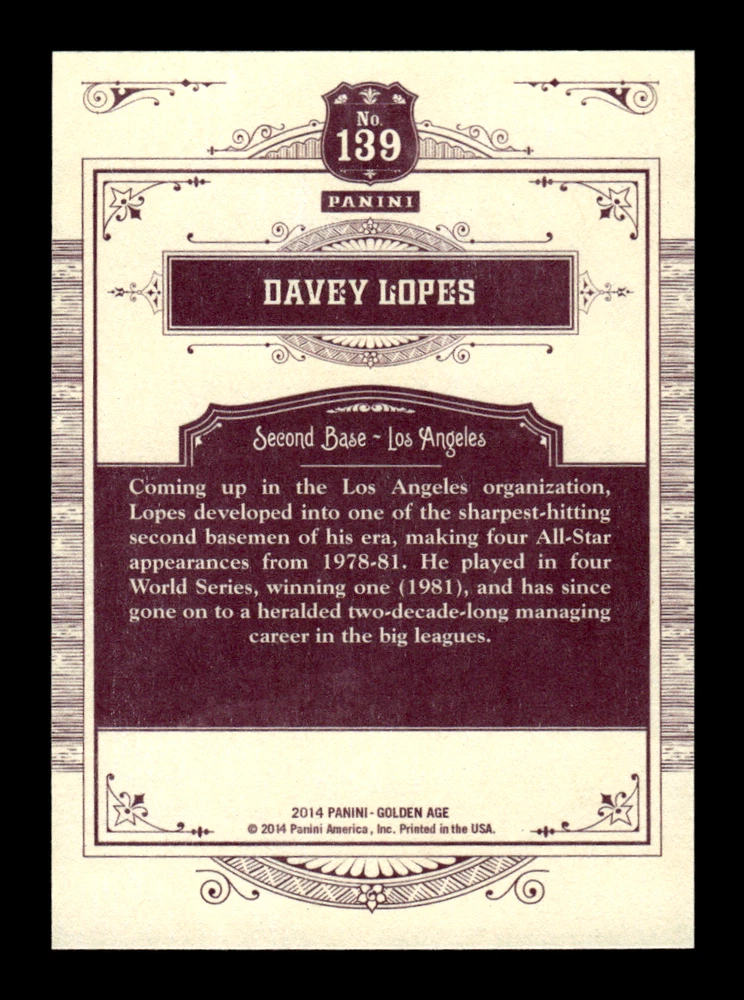 No.
139
PANINI
DAVEY LOPES
Second Base ~ Los Angeles
Coming up in the Los Angeles organization,
Lopes developed into one of the sharpest-hitting
second basemen of his era, making four All-Star
appearances from 1978-81. He played in four
World Series, winning one (1981), and has since
gone on to a heralded two-decade-long managing
career in the big leagues.
2014 PANINI - GOLDEN AGE
© 2014 Panini America, Inc. Printed in the USA.